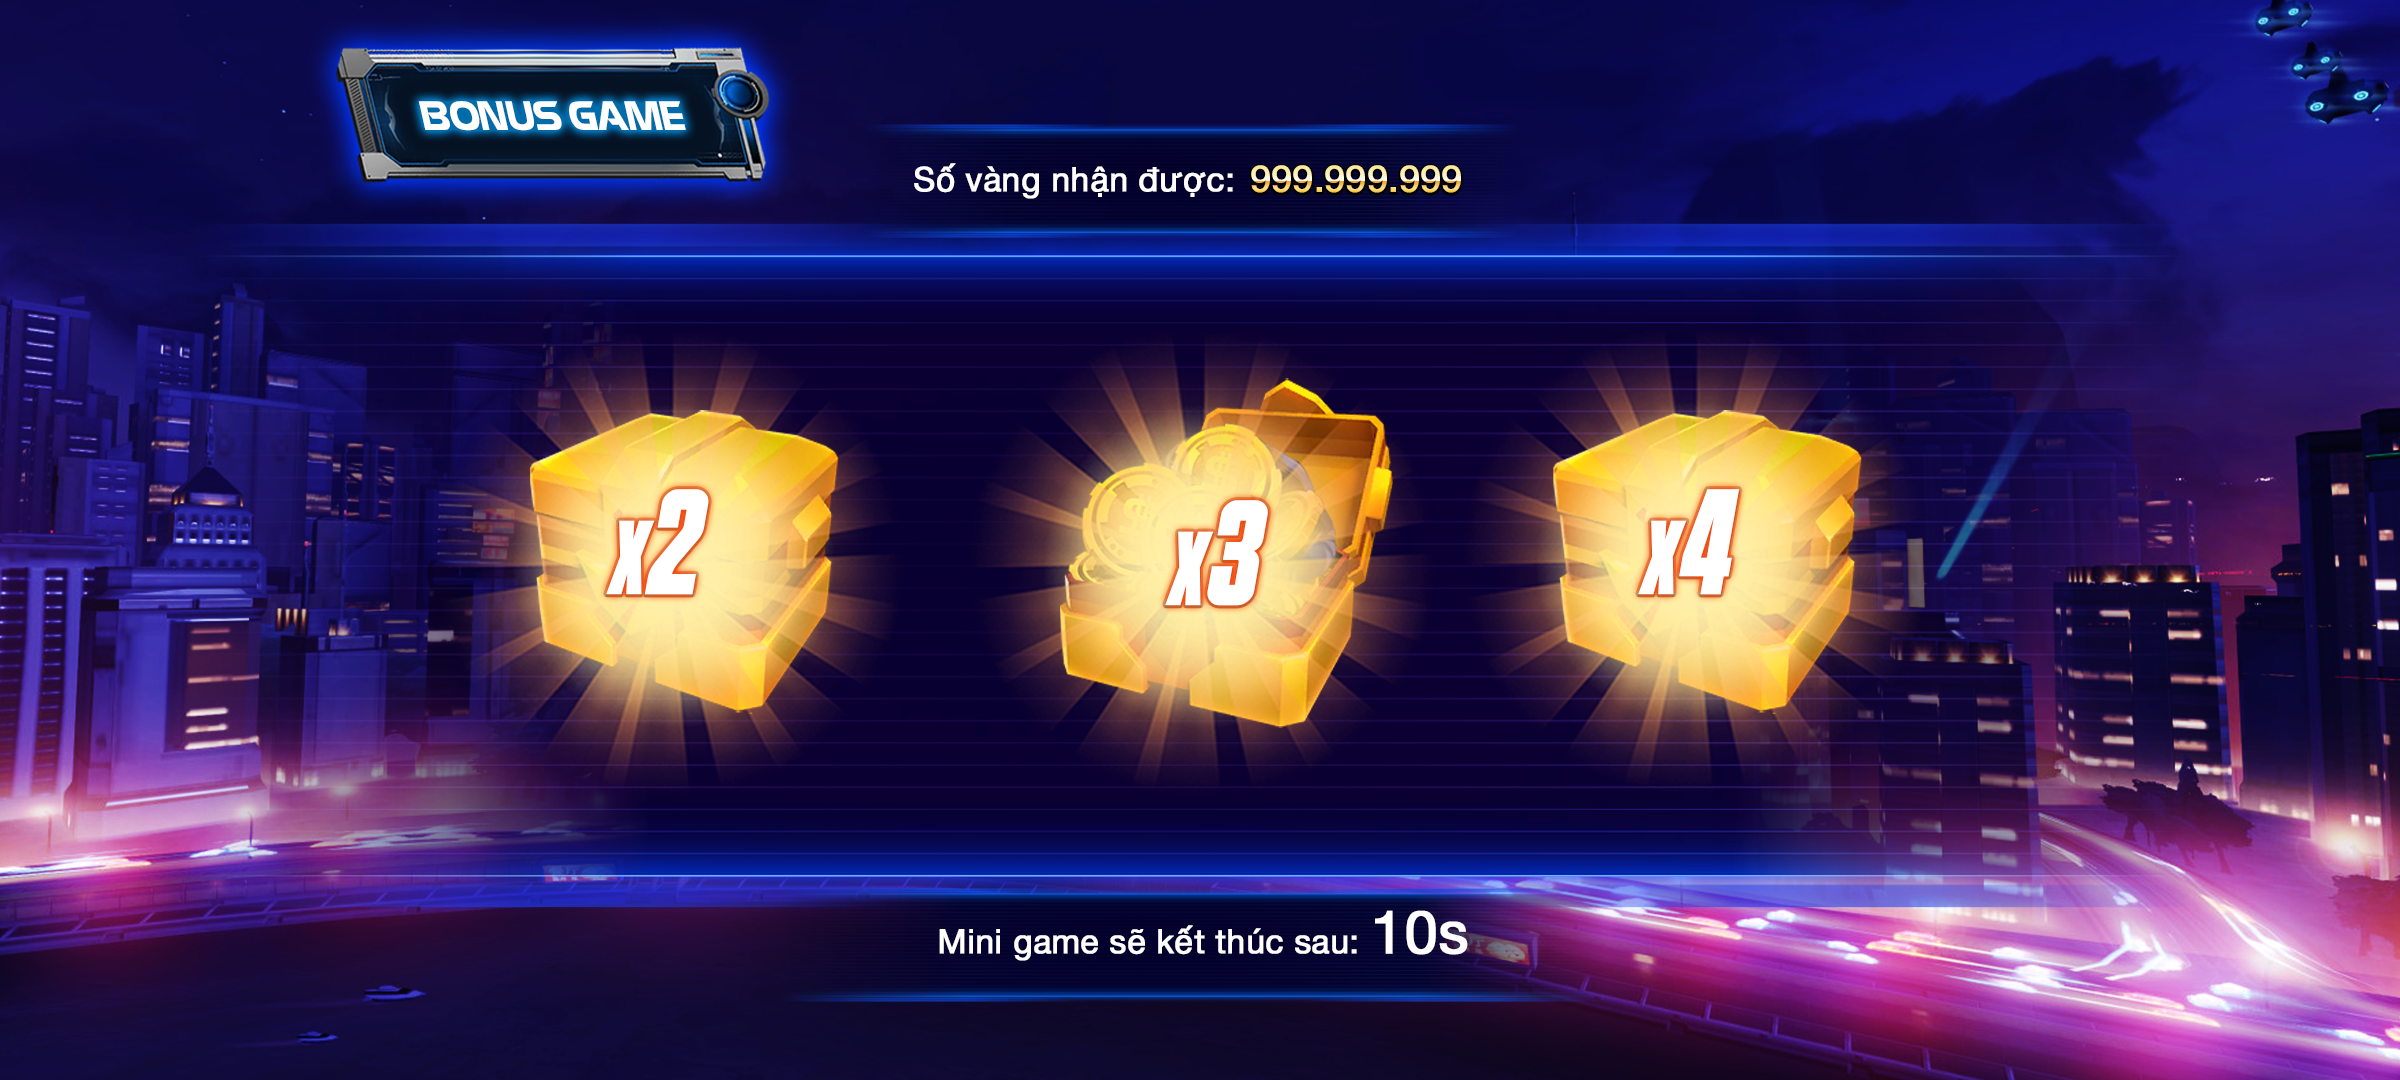 BONUS GAME
Số vàng nhận được: 999.999.999
x2
x3
x4
Mini game sẽ kết thúc sau: 10s